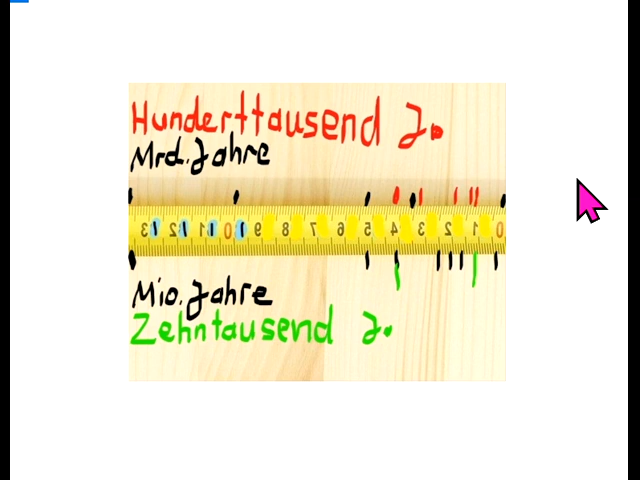 Hunderttausend J.
Mrd. Jahre
13 12 11 10 9 8 7 6 5 4 3 2 1 0
Mio. Jahre
Zehntausend J.